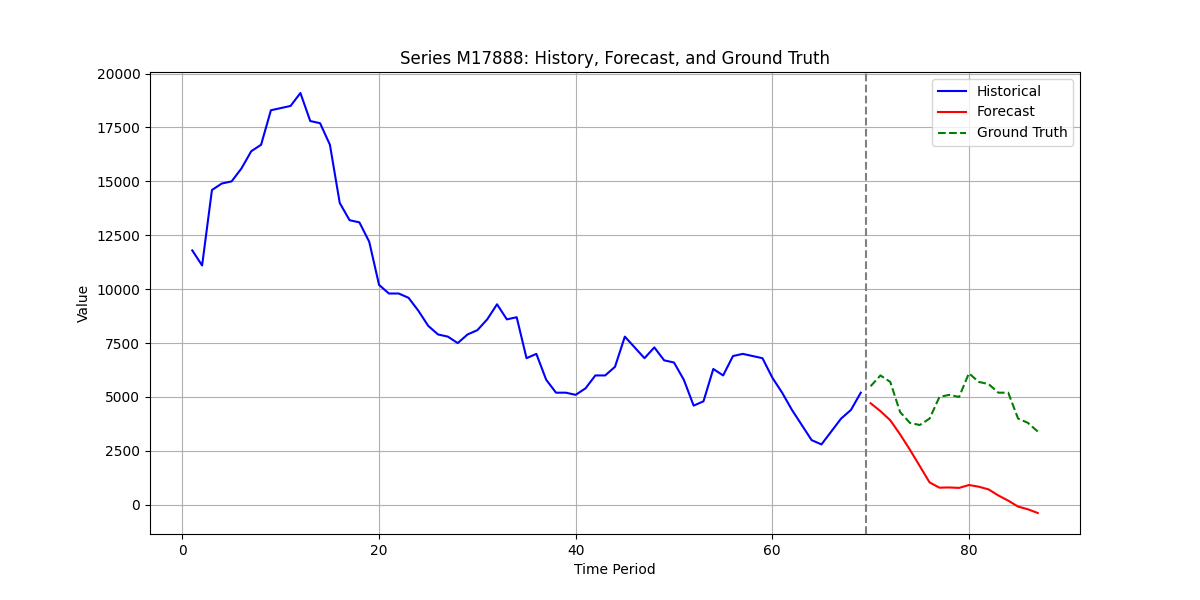 Series M17888: History, Forecast, and Ground Truth
Historical
Forecast
Ground Truth
Value
20000
17500
15000
12500
10000
7500
5000
2500
0
0 20 40 60 80
Time Period